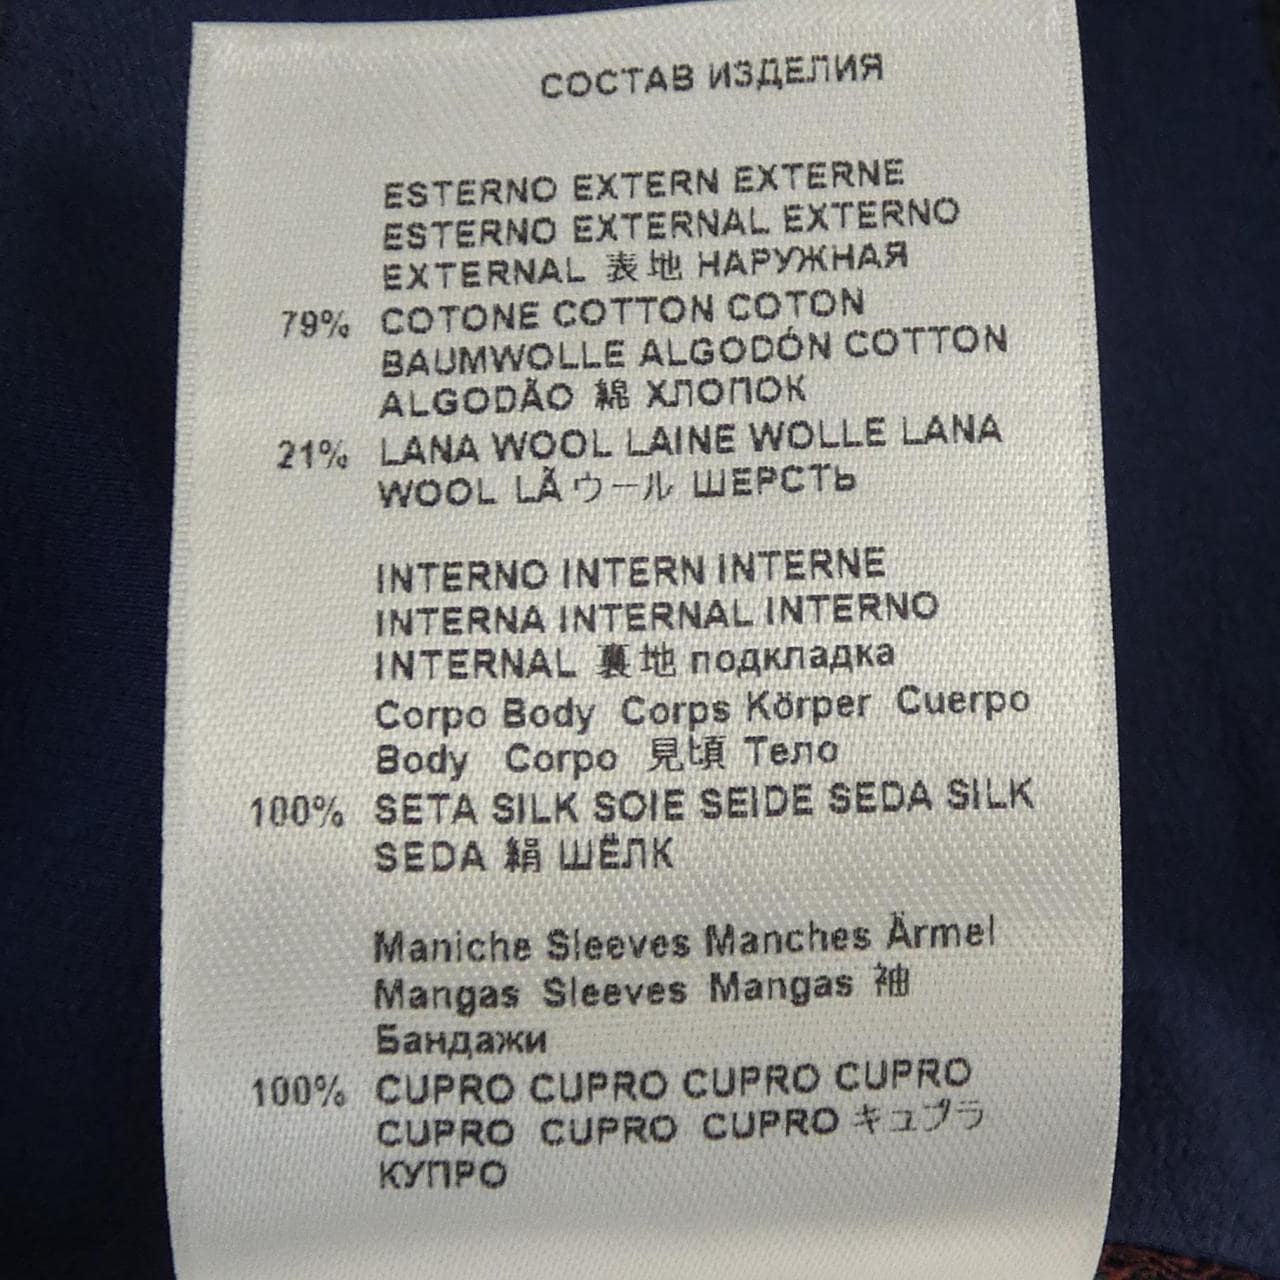 СОСТАВ ИЗДЕЛИЯ
ESTERNO EXTERN EXTERNE
ESTERNO EXTERNAL EXTERNO
EXTERNAL 表地 НАРУЖНАЯ
79% COTONE COTTON COTON
BAUMWOLLE ALGODÓN COTTON
ALGODÃO 綿 ХЛОПОК
21% LANA WOOL LAINE WOLLE LANA
WOOL LÃ ウール ШЕРСТЬ
INTERNO INTERN INTERNE
INTERNA INTERNAL INTERNO
INTERNAL 裏地 подкладка
Corpo Body Corps Körper Cuerpo
Body Corpo 見頃 Тело
100% SETA SILK SOIE SEIDE SEDA SILK
SEDA 絹 ШЁЛК
Maniche Sleeves Manches Ärmel
Mangas Sleeves Mangas 袖
Бандажи
100% CUPRO CUPRO CUPRO CUPRO
CUPRO CUPRO CUPRO キュプラ
КУПРО